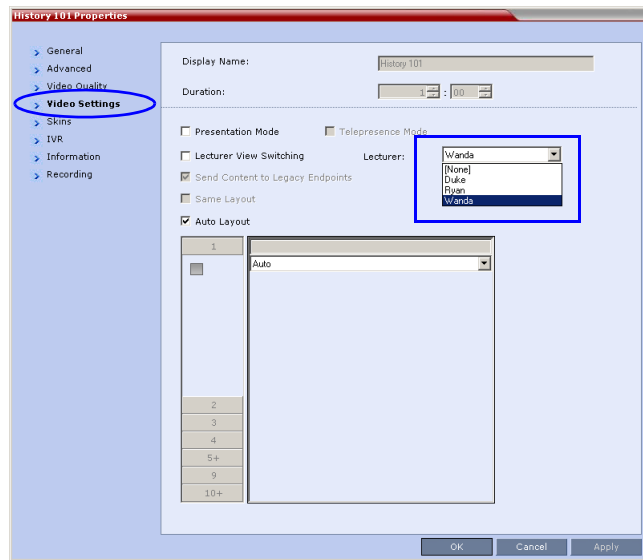 History 101 Properties
General
Advanced
Video Quality
Video Settings
Skins
IVR
Information
Recording
Display Name:
History 101
Duration:
1 : 00
Presentation Mode
Telepresence Mode
Lecturer View Switching
Lecturer:
Wanda
[None]
Duke
Ryan
Wanda
Send Content to Legacy Endpoints
Same Layout
Auto Layout
1
Auto
2
3
4
5+
9
10+
OK
Cancel
Apply